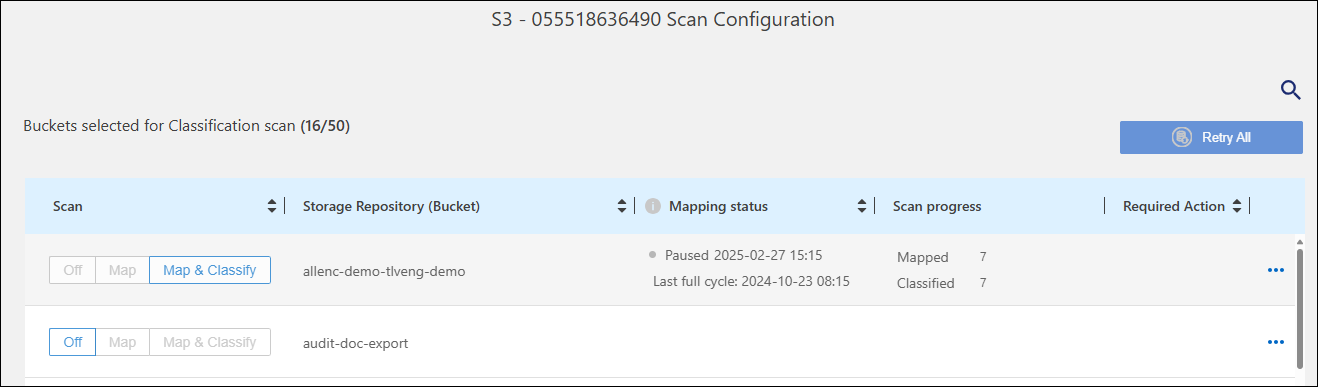 S3 - 055518636490 Scan Configuration
Buckets selected for Classification scan (16/50)
Retry All
Scan Storage Repository (Bucket) Mapping status Scan progress Required Action
Off Map Map & Classify allenc-demo-tlveng-demo Paused 2025-02-27 15:15 Mapped 7
Last full cycle: 2024-10-23 08:15 Classified 7
Off Map Map & Classify audit-doc-export